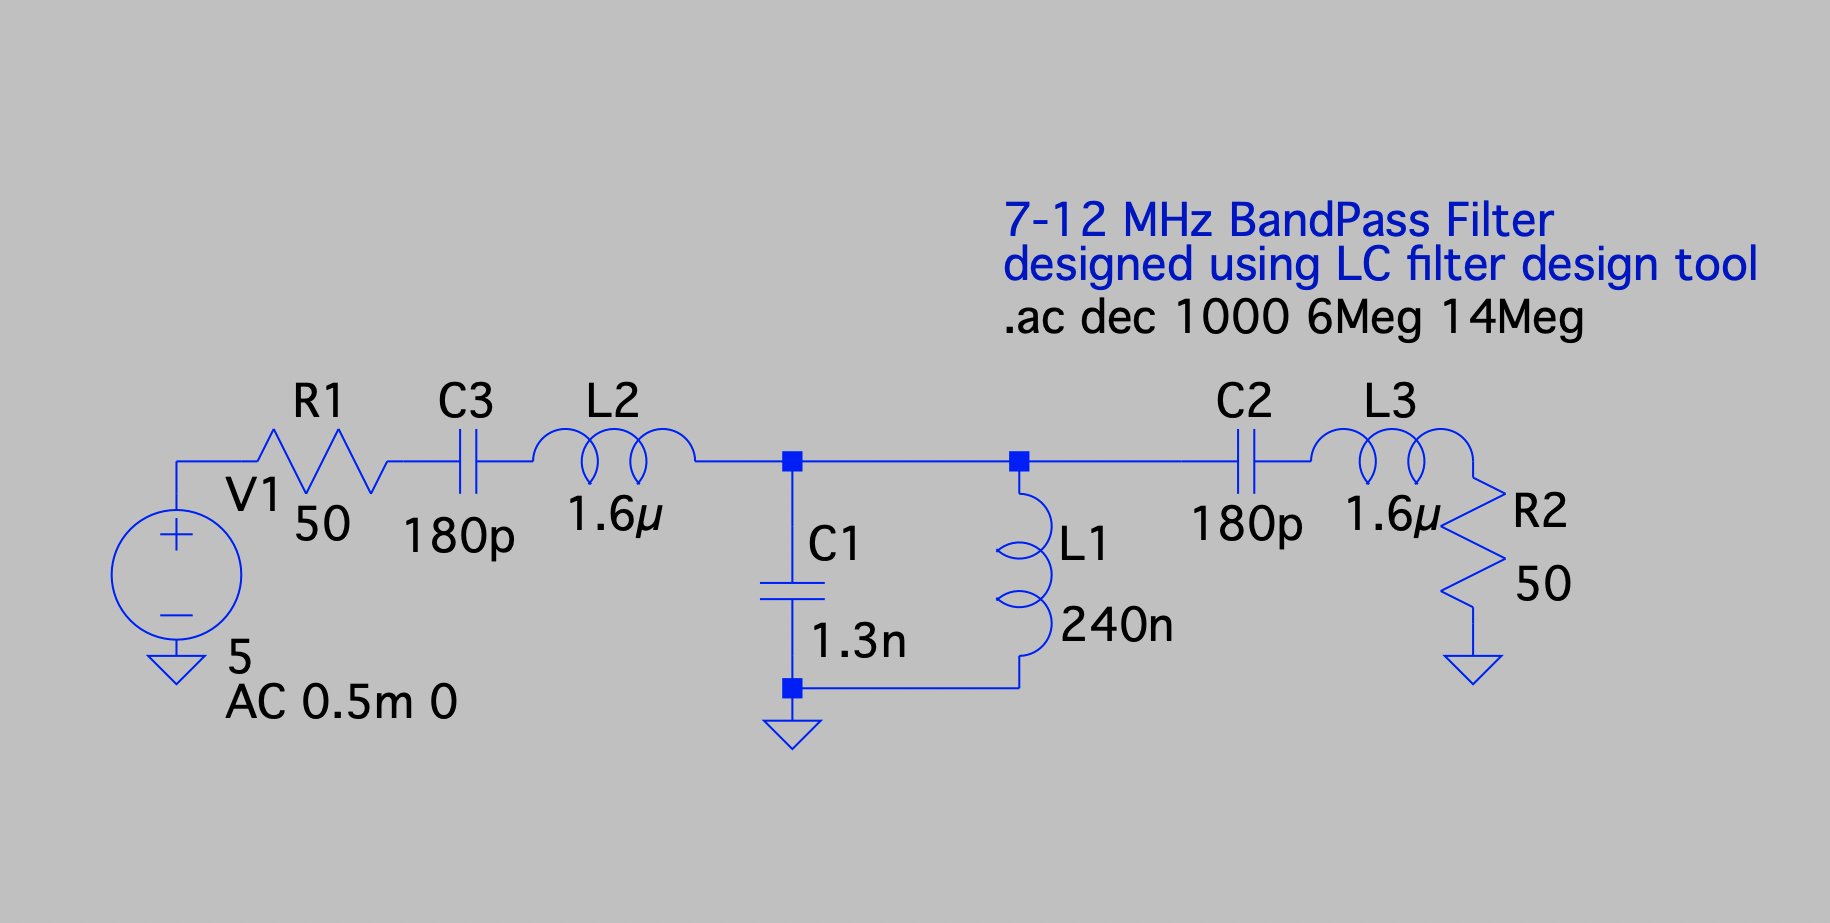 7-12 MHz BandPass Filter
designed using LC filter design tool
.ac dec 1000 6Meg 14Meg
R1
C3
L2
C2
L3
V1
50
180p
1.6µ
C1
L1
180p
1.6µ
R2
1.3n
240n
50
5
AC 0.5m 0